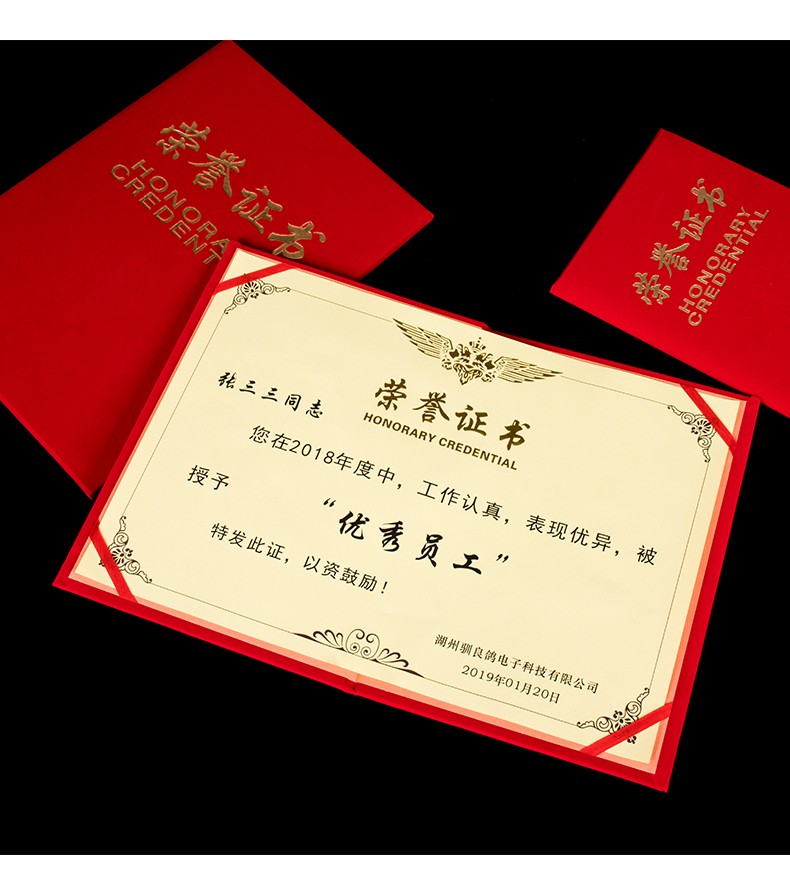 荣誉证书
HONORARY
CREDENT
荣誉证书
HONORARY
CREDENTIAL
荣誉证书
HONORARY CREDENTIAL
张三三同志
您在2018年度中，工作认真，表现优异，被
授予
“优秀员工”
特发此证，以资鼓励！
湖州驯良鸽电子科技有限公司
2019年01月20日